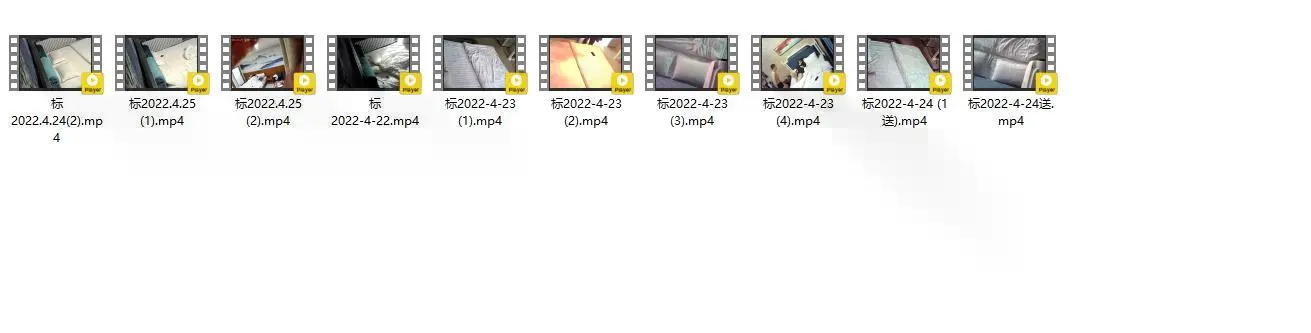 标
2022.4.24(2).mp
4
标2022.4.25
(1).mp4
标2022.4.25
(2).mp4
标
2022-4-22.mp4
标2022-4-23
(1).mp4
标2022-4-23
(2).mp4
标2022-4-23
(3).mp4
标2022-4-23
(4).mp4
标2022-4-24 (1
送).mp4
标2022-4-24送.
mp4
Player
Player
Player
Player
Player
Player
Player
Player
Player
Player